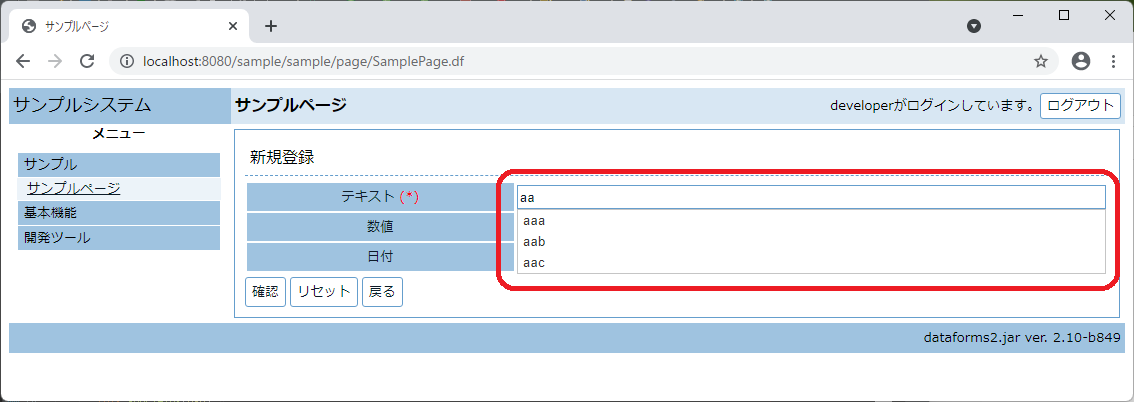 サンプルページ
localhost:8080/sample/sample/page/SamplePage.df
サンプルシステム
サンプルページ
developerがログインしています。 ログアウト
メニュー
サンプル
サンプルページ
基本機能
開発ツール
新規登録
テキスト (*) aa
数値
日付
aaa
aab
aac
確認 リセット 戻る
dataforms2.jar ver. 2.10-b849